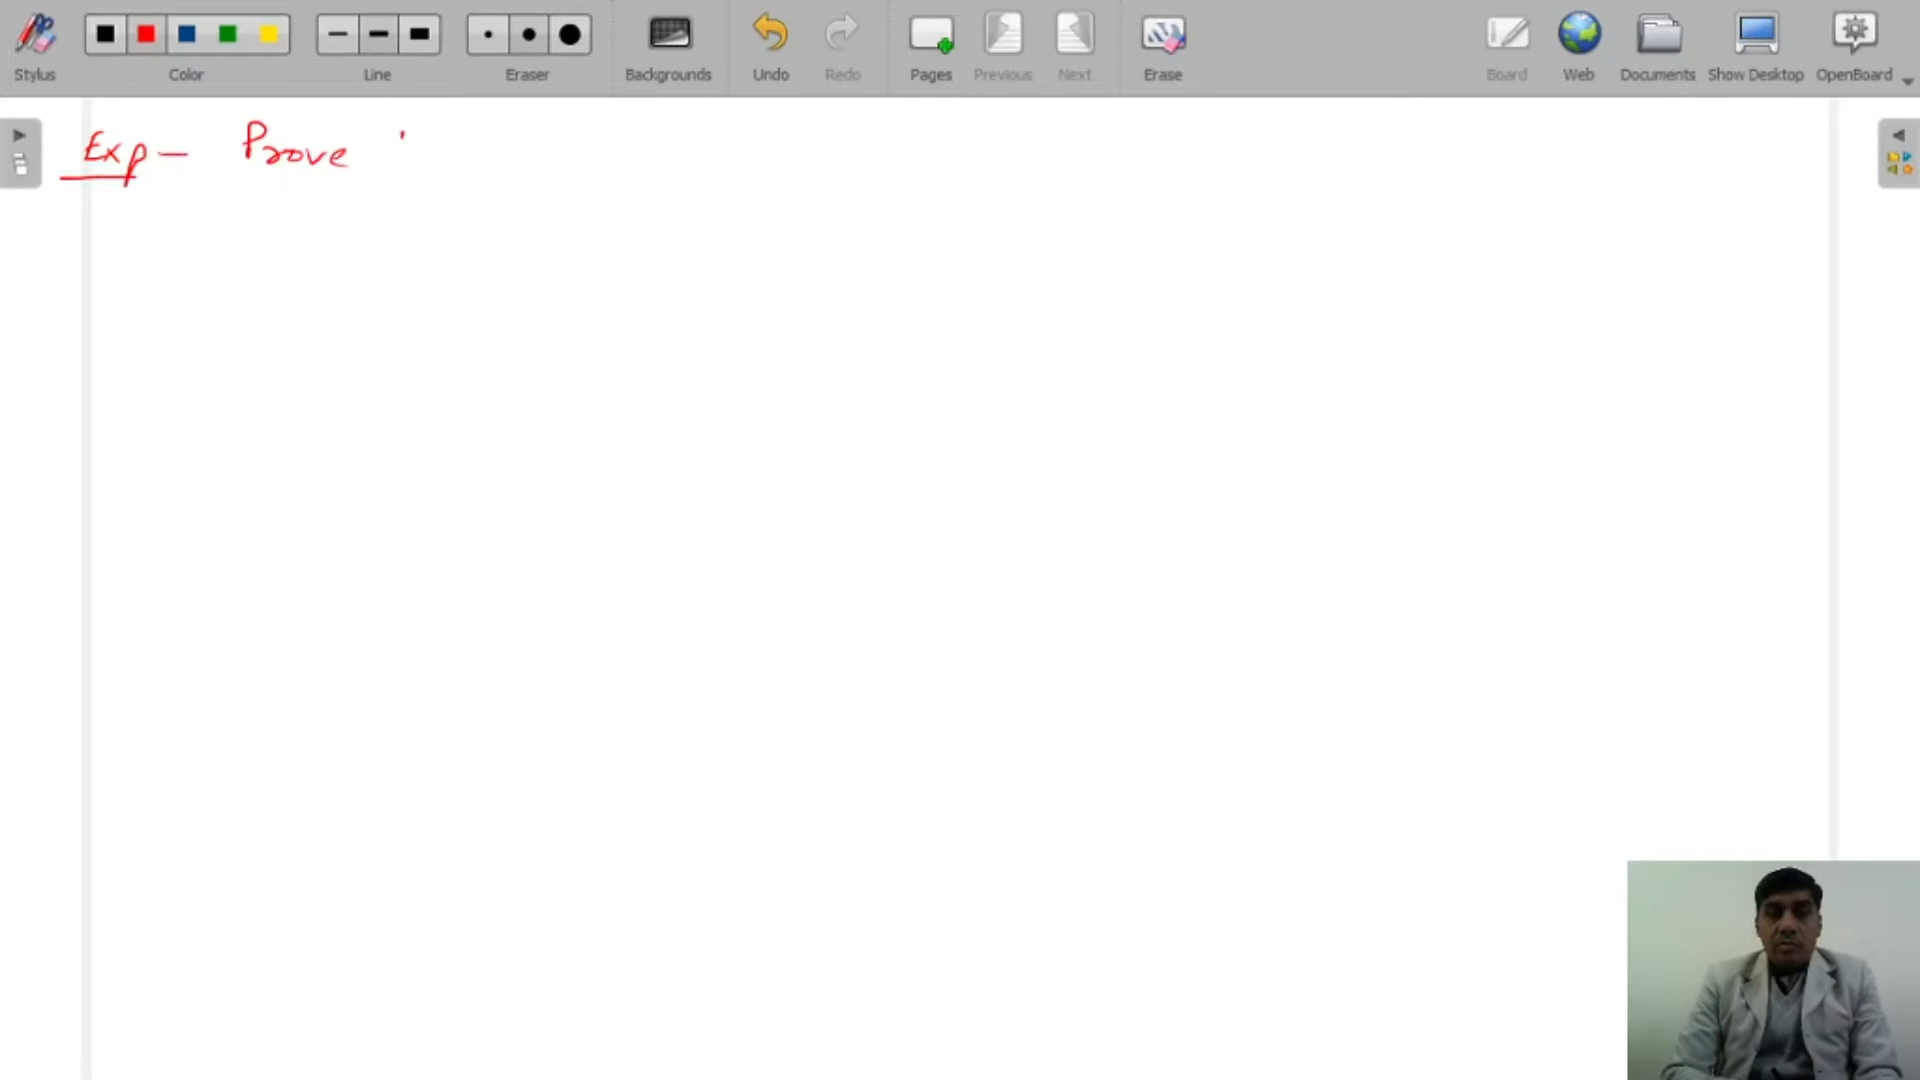 Stylus Color Line Eraser Backgrounds Undo Redo Pages Previous Next Erase Board Web Documents Show Desktop OpenBoard
Exp – Prove